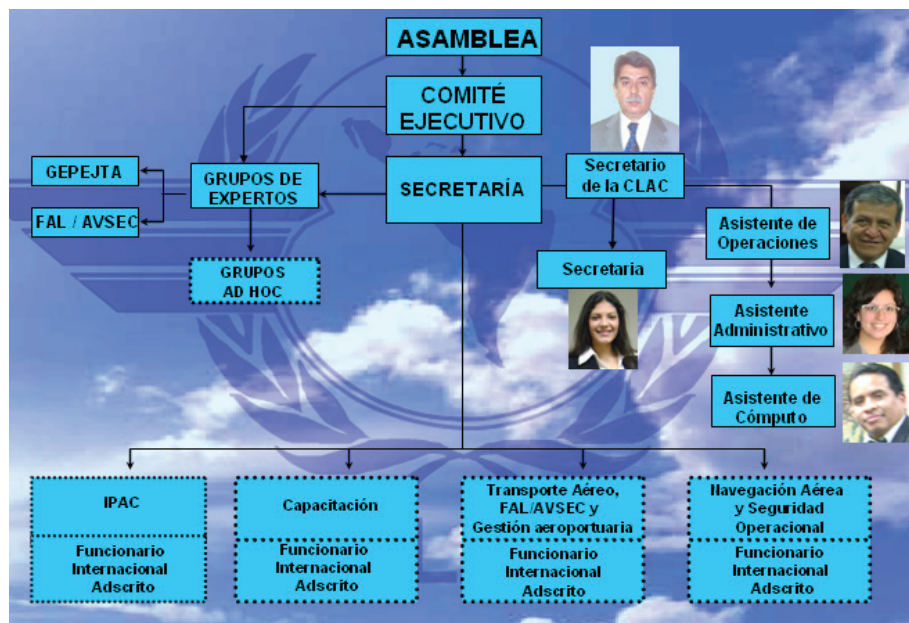 ASAMBLEA
COMITÉ
EJECUTIVO
GEPEJTA
FAL / AVSEC
GRUPOS DE
EXPERTOS
SECRETARÍA
Secretario
de la CLAC
GRUPOS
AD HOC
Secretaria
Asistente de
Operaciones
Asistente
Administrativo
Asistente de
Cómputo
IPAC
Funcionario
Internacional
Adscrito
Capacitación
Funcionario
Internacional
Adscrito
Transporte Aéreo,
FAL/AVSEC y
Gestión aeroportuaria
Funcionario
Internacional
Adscrito
Navegación Aérea
y Seguridad
Operacional
Funcionario
Internacional
Adscrito